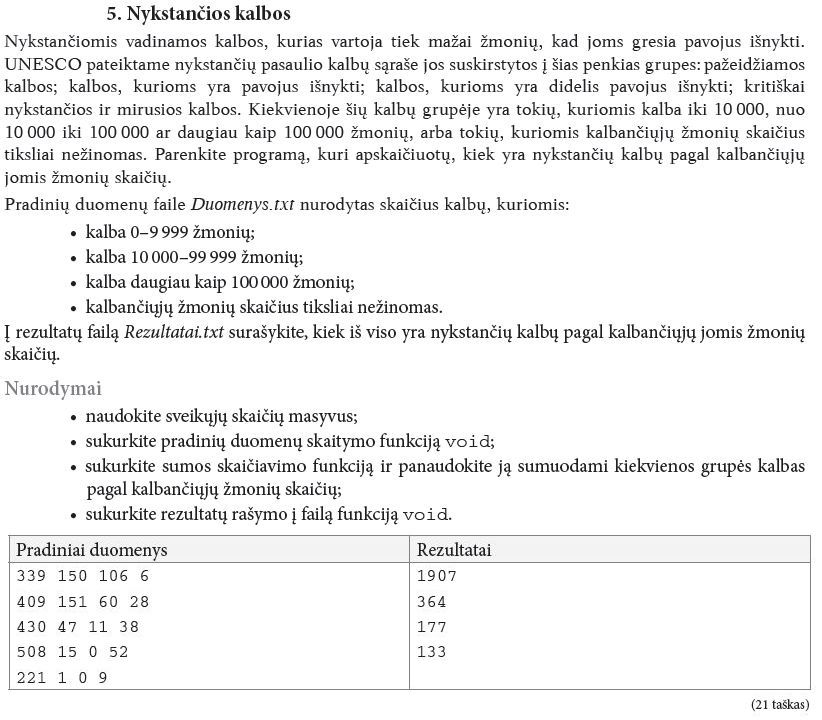 5. Nykstančios kalbos
Nykstančiomis vadinamos kalbos, kurias vartoja tiek mažai žmonių, kad joms gresia pavojus išnykti.
UNESCO pateiktame nykstančių pasaulio kalbų sąraše jos suskirstytos į šias penkias grupes: pažeidžiamos
kalbos; kalbos, kurioms yra pavojus išnykti; kalbos, kurioms yra didelis pavojus išnykti; kritiškai
nykstančios ir mirusios kalbos. Kiekvienoje šių kalbų grupėje yra tokių, kuriomis kalba iki 10 000, nuo
10 000 iki 100 000 ar daugiau kaip 100 000 žmonių, arba tokių, kuriomis kalbančiųjų žmonių skaičius
tiksliai nežinomas. Parenkite programą, kuri apskaičiuotų, kiek yra nykstančių kalbų pagal kalbančiųjų
jomis žmonių skaičių.
Pradinių duomenų faile Duomenys.txt nurodytas skaičius kalbų, kuriomis:
• kalba 0–9 999 žmonių;
• kalba 10 000–99 999 žmonių;
• kalba daugiau kaip 100 000 žmonių;
• kalbančiųjų žmonių skaičius tiksliai nežinomas.
Į rezultatų failą Rezultatai.txt surašykite, kiek iš viso yra nykstančių kalbų pagal kalbančiųjų jomis žmonių
skaičių.
Nurodymai
• naudokite sveikųjų skaičių masyvus;
• sukurkite pradinių duomenų skaitymo funkciją void;
• sukurkite sumos skaičiavimo funkciją ir panaudokite ją sumuodami kiekvienos grupės kalbas
pagal kalbančiųjų žmonių skaičių;
• sukurkite rezultatų rašymo į failą funkciją void.
Pradiniai duomenys Rezultatai
339 150 106 6 1907
409 151 60 28 364
430 47 11 38 177
508 15 0 52 133
221 1 0 9
(21 taškas)